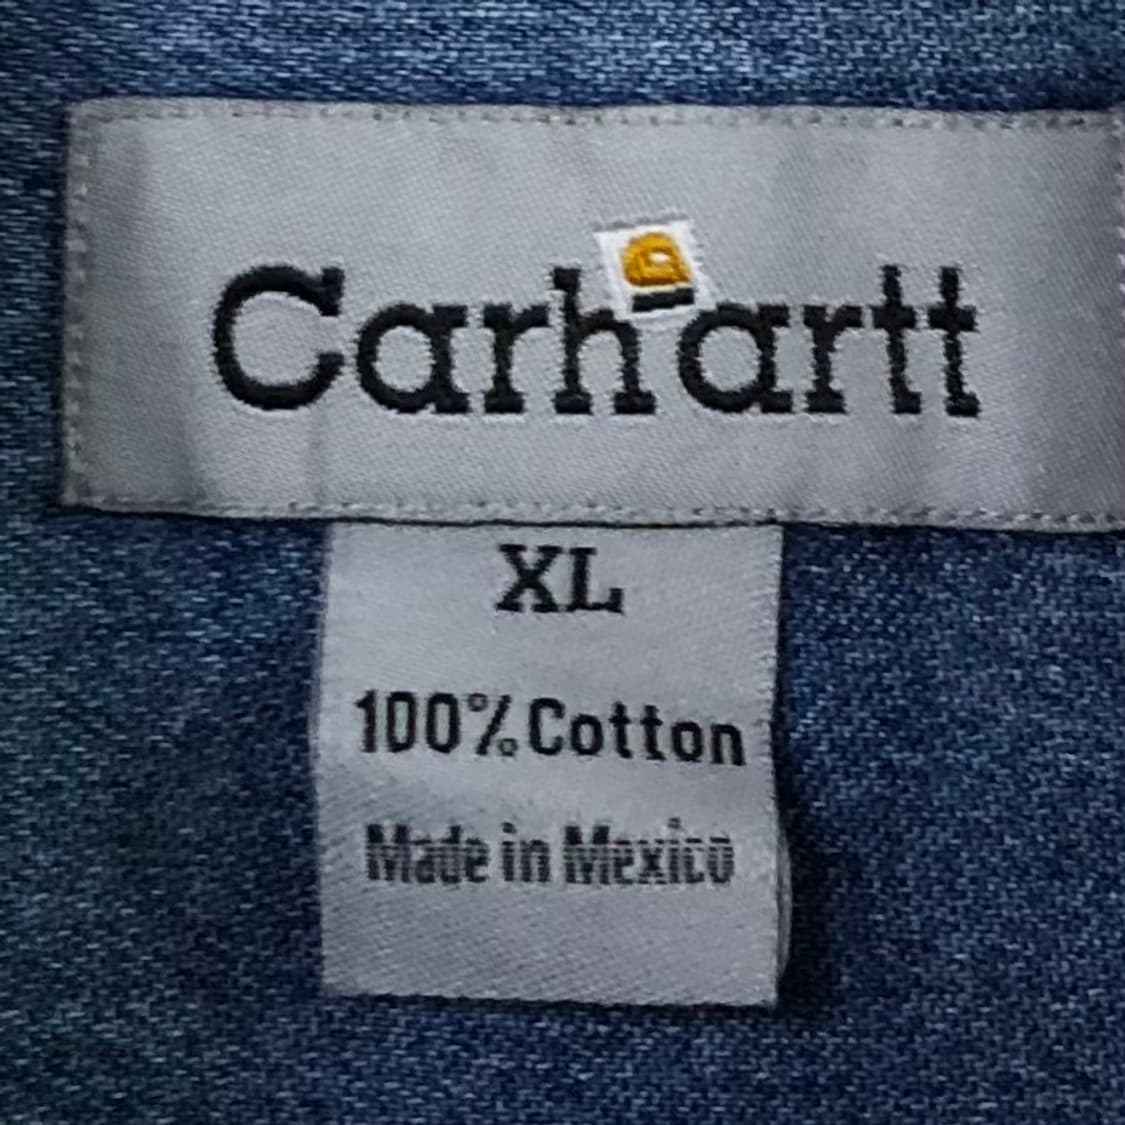 Carhartt
XL
100% Cotton
Made in Mexico